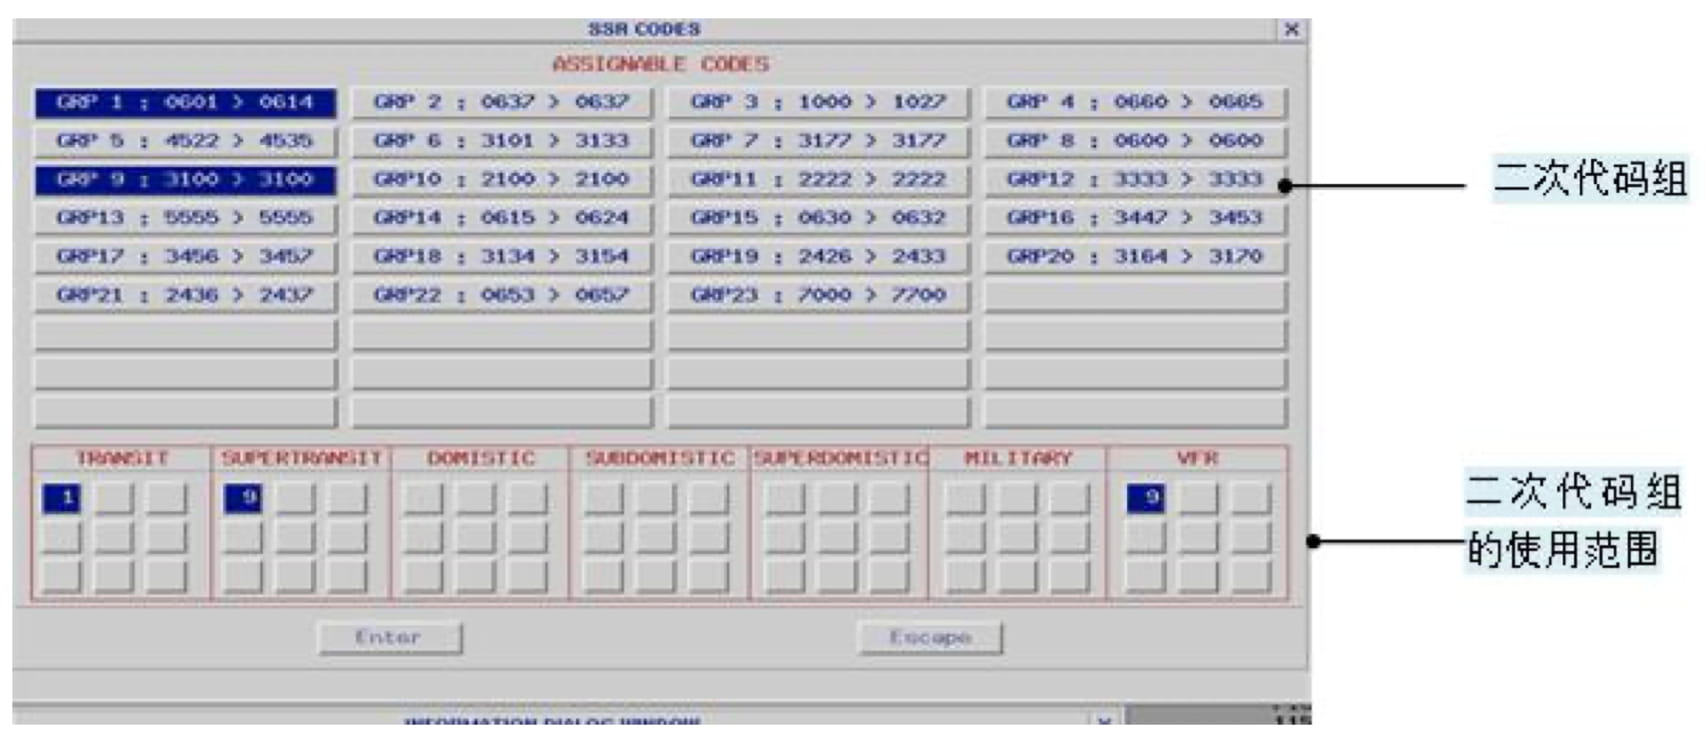 SSR CODES
ASSIGNABLE CODES
GRP 1 : 0601 > 0614 GRP 2 : 0637 > 0637 GRP 3 : 1000 > 1027 GRP 4 : 0660 > 0665
GRP 5 : 4522 > 4535 GRP 6 : 3101 > 3133 GRP 7 : 3177 > 3177 GRP 8 : 0600 > 0600
GRP 9 : 3100 > 3100 GRP10 : 2100 > 2100 GRP11 : 2222 > 2222 GRP12 : 3333 > 3333
二次代码组
GRP13 : 5555 > 5555 GRP14 : 0615 > 0624 GRP15 : 0630 > 0632 GRP16 : 3447 > 3453
GRP17 : 3456 > 3457 GRP18 : 3134 > 3154 GRP19 : 2426 > 2433 GRP20 : 3164 > 3170
GRP21 : 2436 > 2437 GRP22 : 0653 > 0657 GRP23 : 7000 > 7700
TRANSIT SUPERTRANSIT DOMISTIC SUBDOMISTIC SUPERDOMISTIC MILITARY VFR
1 9 9
二次代码组
的使用范围
Enter Escape
INFORMATION DIALOG WINDOW